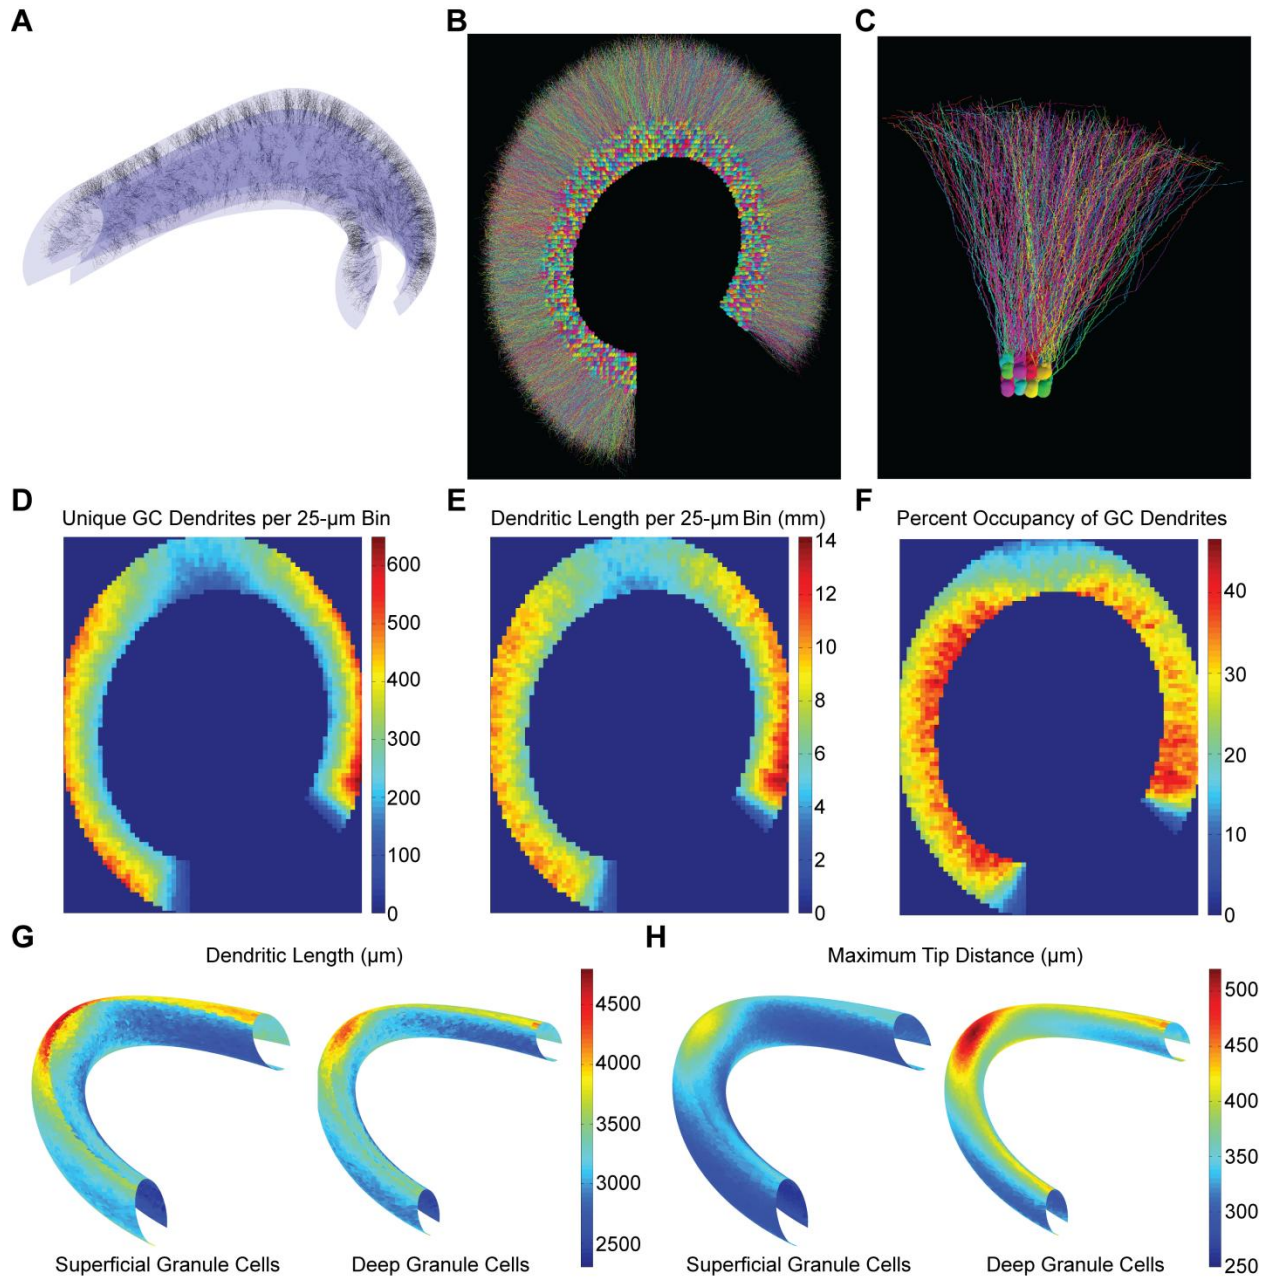 A
B
C
D
Unique GC Dendrites per 25-µm Bin
600
500
400
300
200
100
0
E
Dendritic Length per 25-µm Bin (mm)
14
12
10
8
6
4
2
0
F
Percent Occupancy of GC Dendrites
40
30
20
10
0
G
Dendritic Length (µm)
4500
4000
3500
3000
2500
Superficial Granule Cells
Deep Granule Cells
H
Maximum Tip Distance (µm)
500
450
400
350
300
250
Superficial Granule Cells
Deep Granule Cells